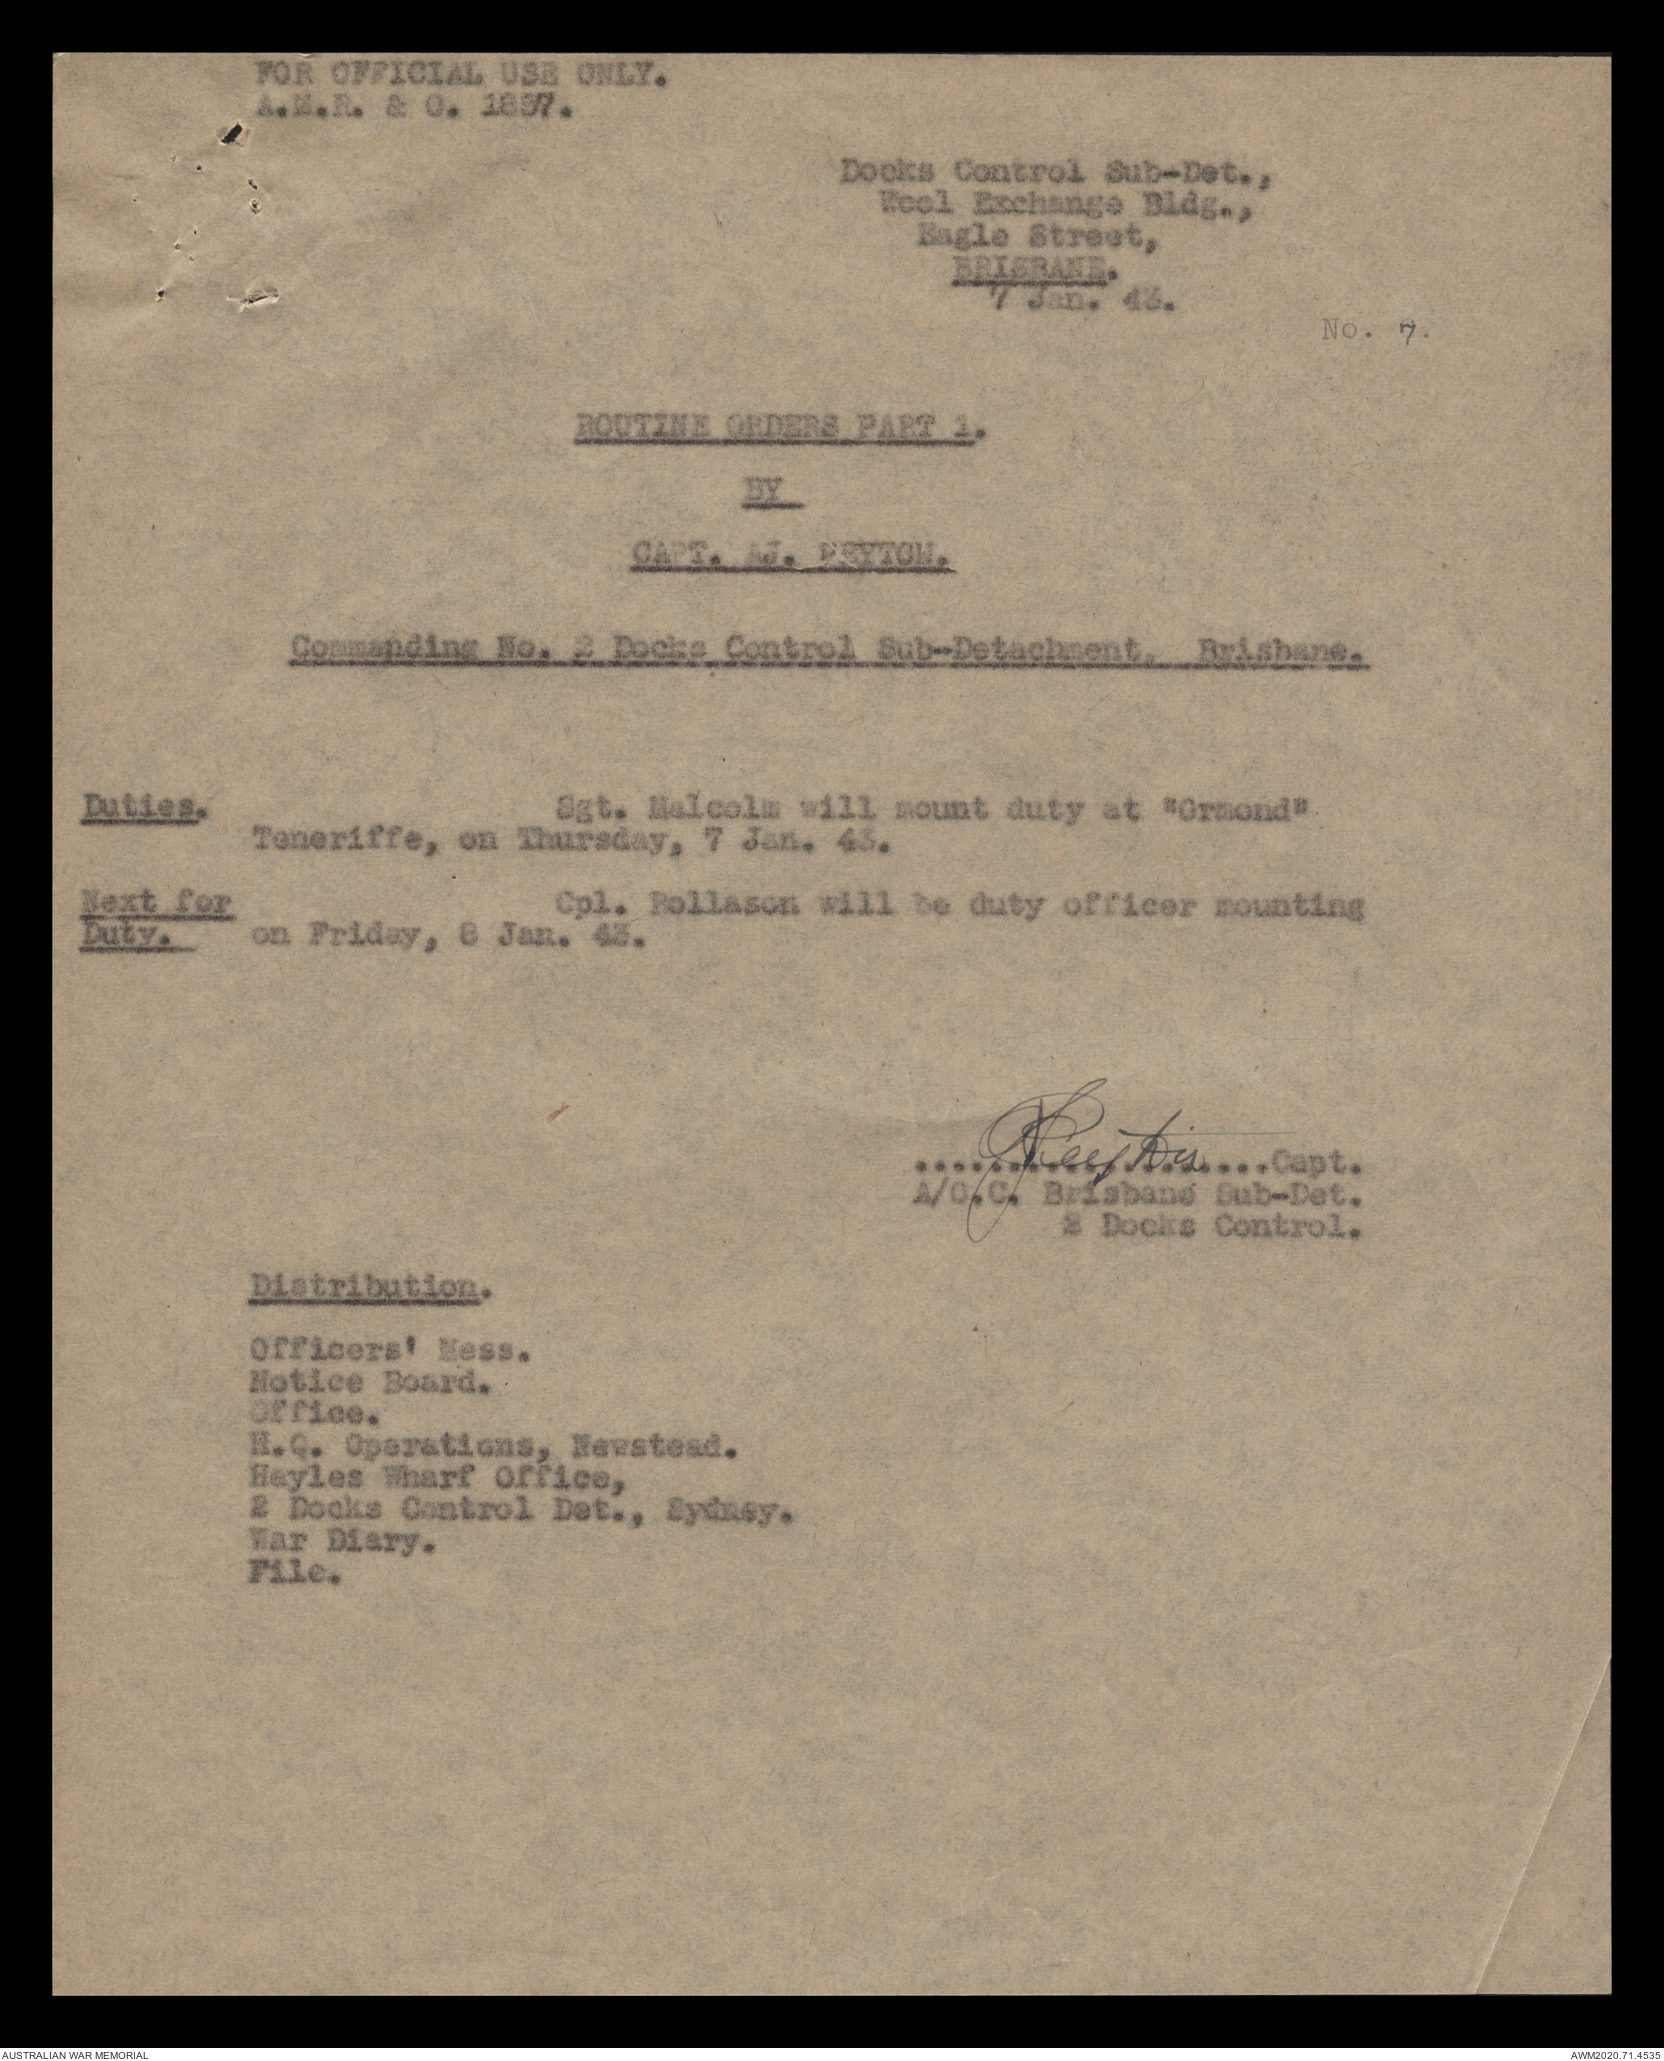 FOR OFFICIAL USE ONLY.
A.M.R. & O. 1897.
Docks Control Sub-Det.,
Wool Exchange Bldg.,
Eagle Street,
BRISBANE.
7 Jan. 43.
No. 7.
ROUTINE ORDERS PART 1.
BY
CAPT. AJ. PEYTON.
Commanding No. 2 Docks Control Sub-Detachment, Brisbane.
Duties. Sgt. Malcolm will mount duty at "Ormond"
Teneriffe, on Thursday, 7 Jan. 43.
Next for Cpl. Rollason will be duty officer mounting
Duty. on Friday, 8 Jan. 43.
AJPeyton
....................Capt.
A/O.C. Brisbane Sub-Det.
2 Docks Control.
Distribution.
Officers' Mess.
Notice Board.
Office.
H.Q. Operations, Newstead.
Hayles Wharf Office,
2 Docks Control Det., Sydney.
War Diary.
File.
AUSTRALIAN WAR MEMORIAL
AWM2020.71.4535